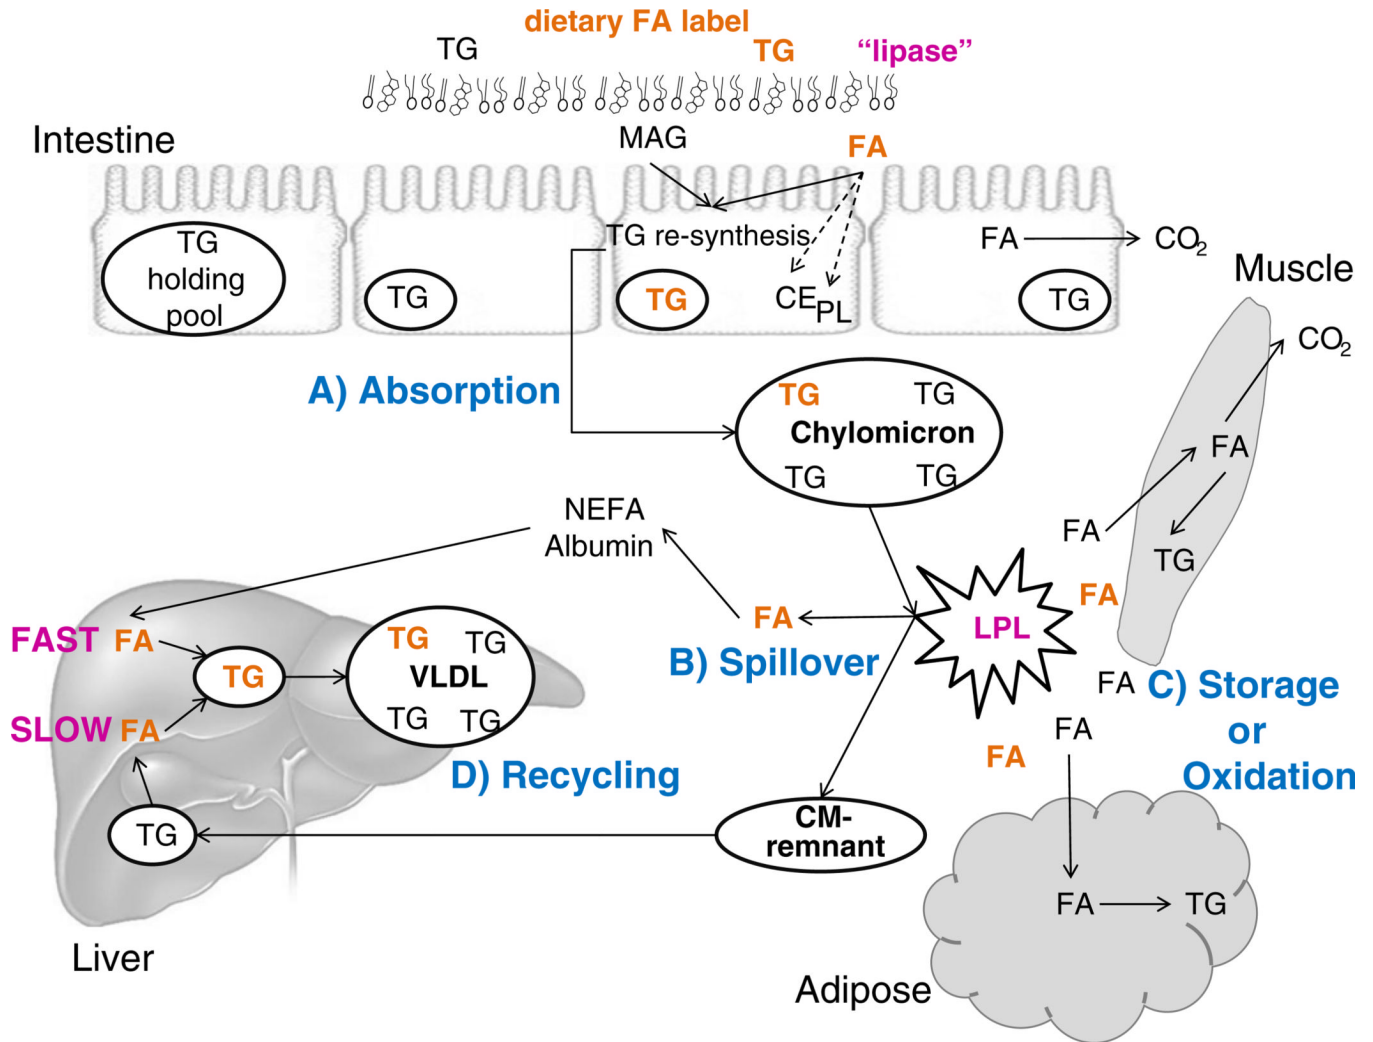 dietary FA label
TG
TG
“lipase”
Intestine
MAG
FA
TG
holding
pool
TG
TG re-synthesis
TG
CE
PL
FA
CO2
TG
Muscle
CO2
FA
FA
TG
A) Absorption
TG
TG
Chylomicron
TG
TG
NEFA
Albumin
FA
B) Spillover
LPL
FA
FA
C) Storage
or
Oxidation
FA
FA
FAST
FA
SLOW
FA
TG
TG
TG
VLDL
TG
TG
D) Recycling
TG
CM-
remnant
FA
TG
Liver
Adipose